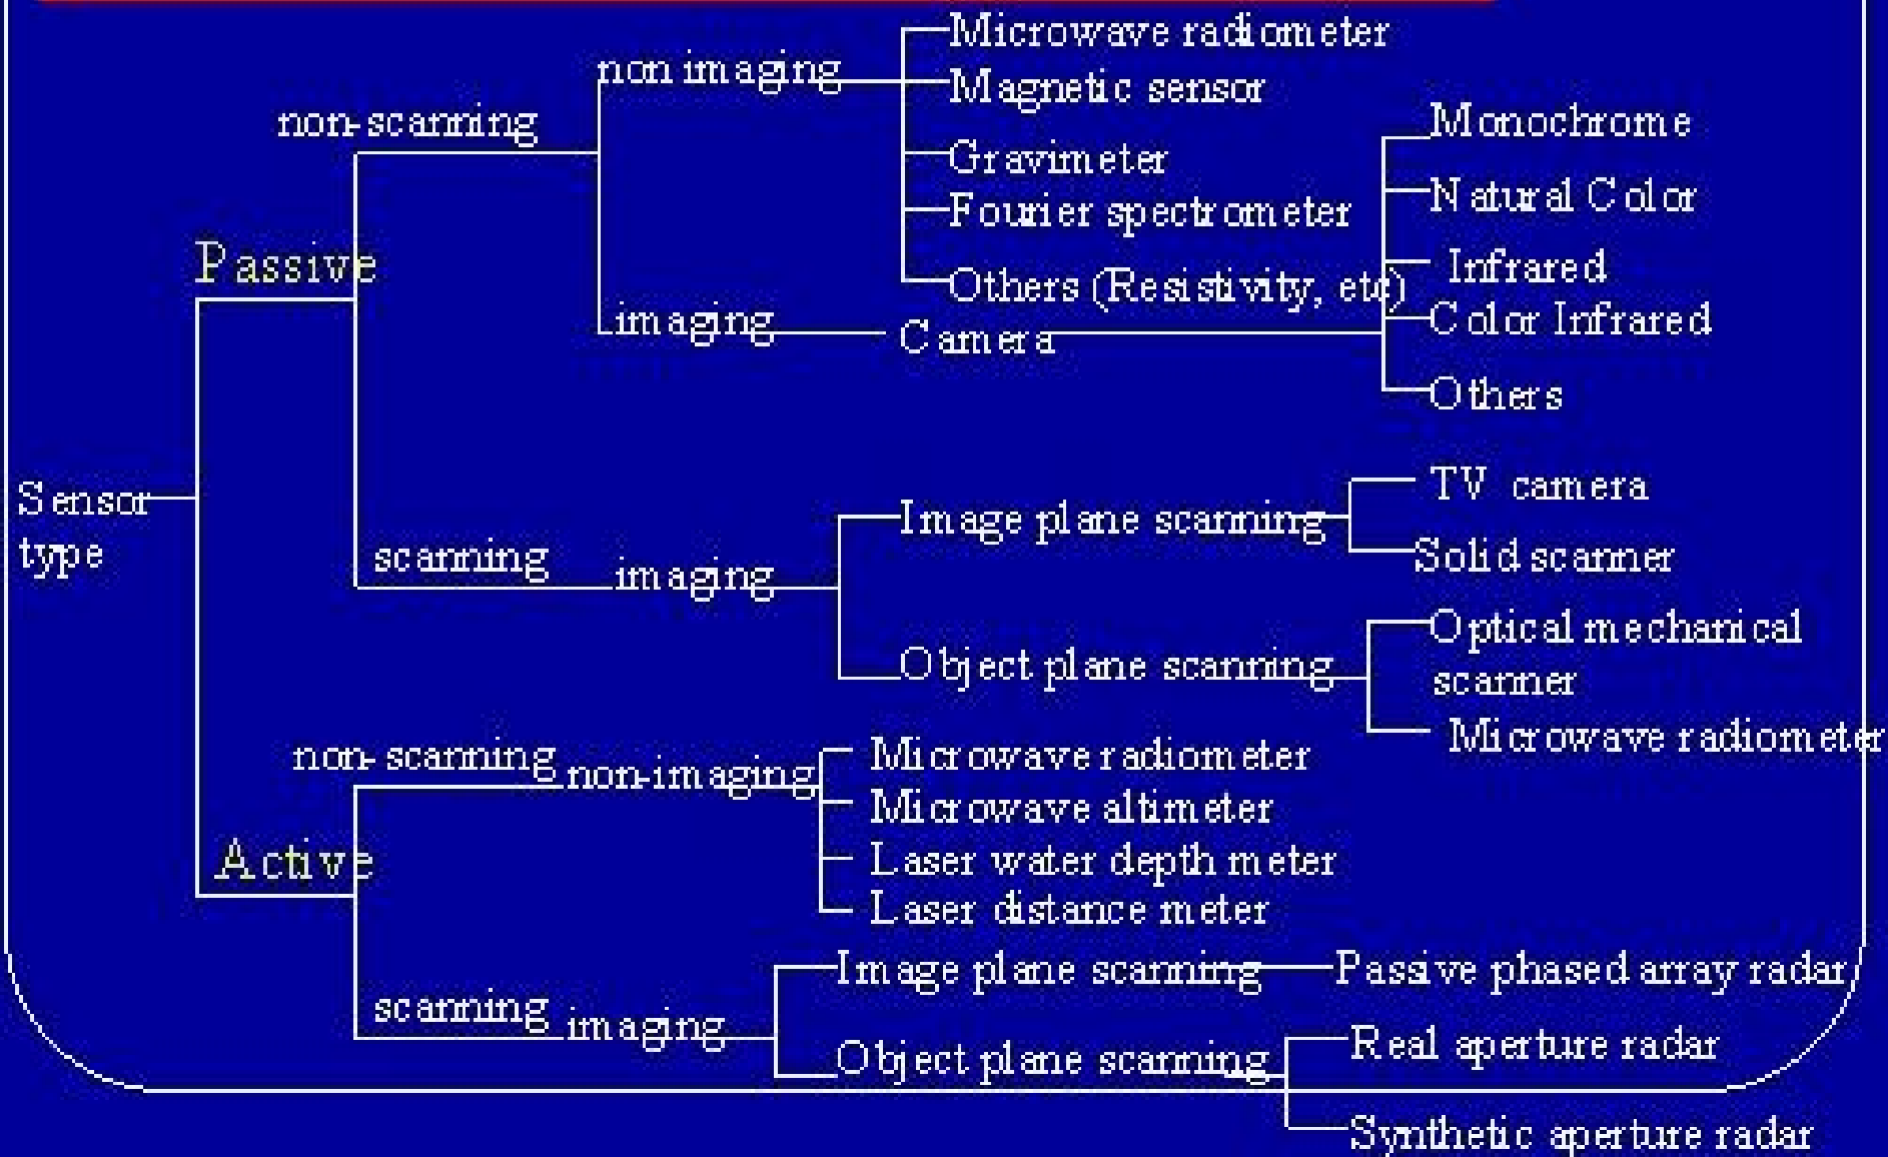 Microwave radiometer
non imaging
Magnetic sensor
non-scanning
Monochrome
Gravimeter
Natural Color
Fourier spectrometer
Passive
Infrared
Others (Resistivity, etc)
imaging
Camera
Color Infrared
Others
Sensor
type
TV camera
Image plane scanning
Solid scanner
scanning
imaging
Optical mechanical
scanner
Object plane scanning
Microwave radiometer
non-scanning
non-imaging
Microwave radiometer
Microwave altimeter
Active
Laser water depth meter
Laser distance meter
Image plane scanning
Passive phased array radar
scanning
imaging
Object plane scanning
Real aperture radar
Synthetic aperture radar